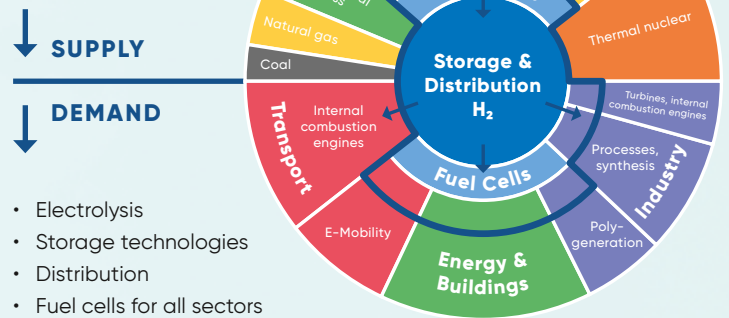 Natural gas
Coal
Thermal nuclear
SUPPLY
DEMAND
Storage &
Distribution
H₂
Transport
Internal
combustion
engines
E-Mobility
Fuel Cells
Energy &
Buildings
Turbines, internal
combustion engines
Processes,
synthesis
Poly-
generation
Industry
• Electrolysis
• Storage technologies
• Distribution
• Fuel cells for all sectors